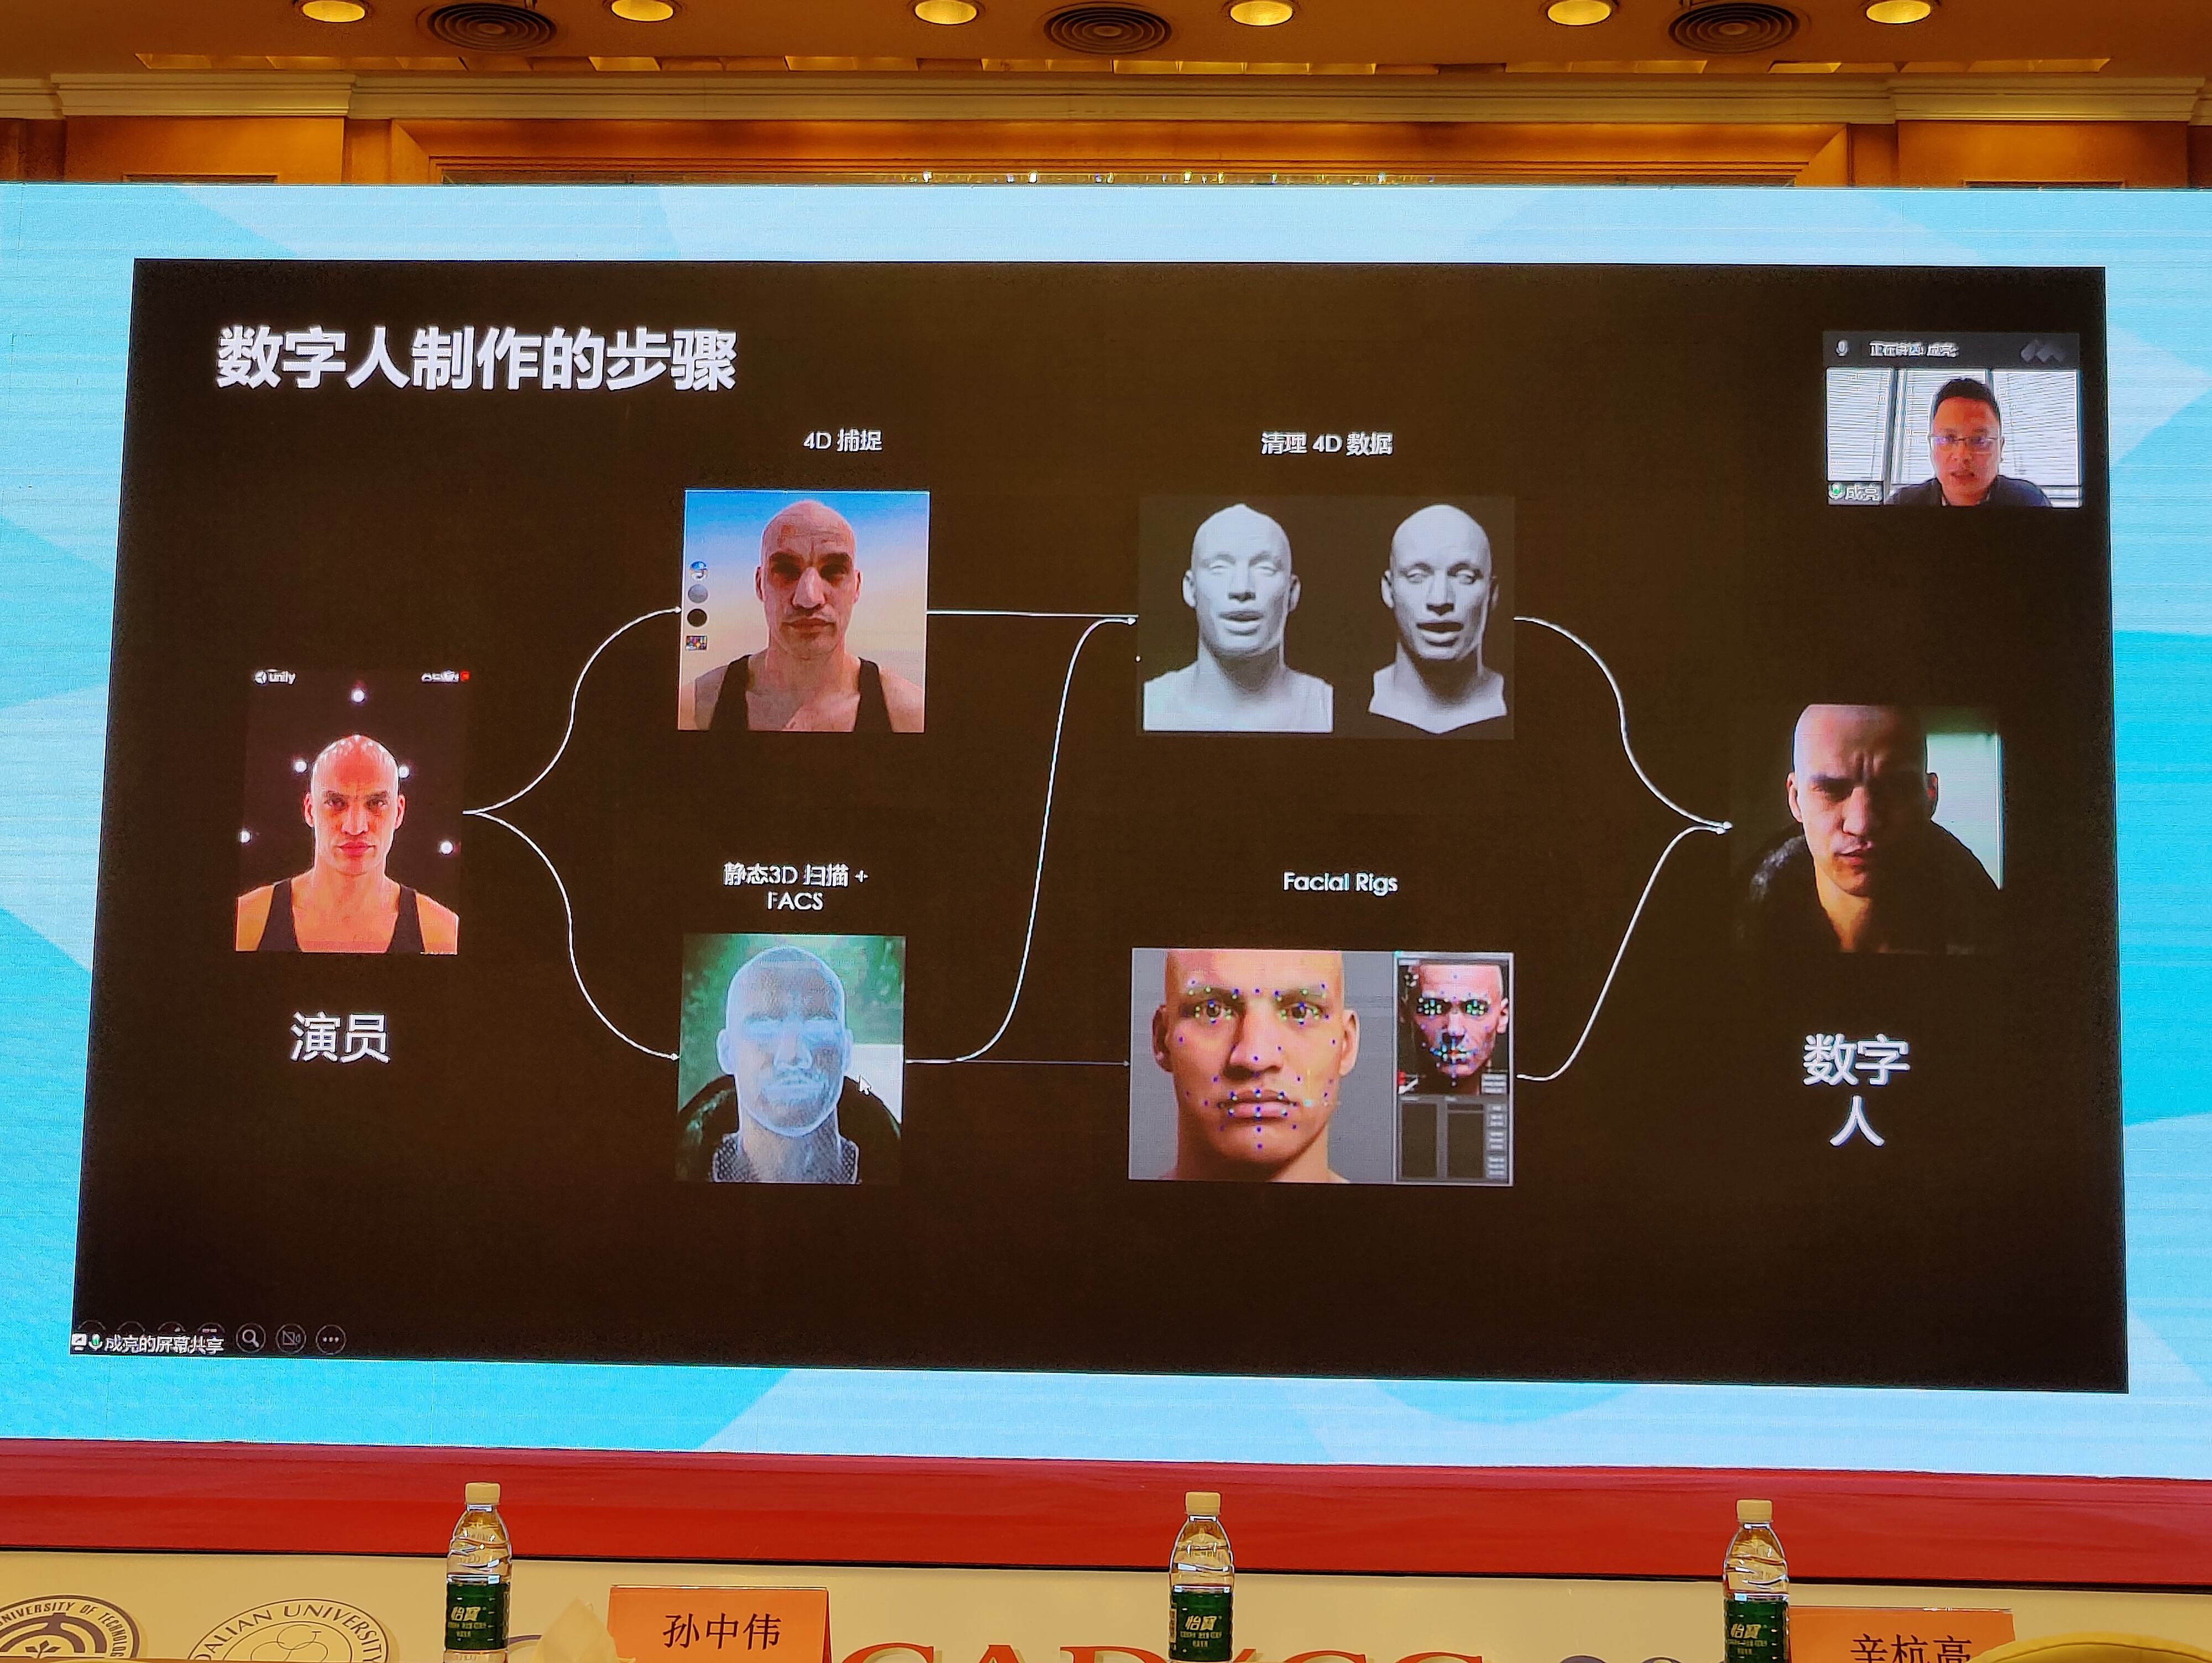 数字人制作的步骤
正在讲话: 成亮;
成亮
4D 捕捉
清理 4D 数据
unity
静态3D 扫描 +
FACS
Facial Rigs
演员
数字
人
成亮的屏幕共享
怡寶
怡寶
怡寶
UNIVERSITY OF TECHNOLOGY
DALIAN UNIVERSITY
孙中伟
辛杭高